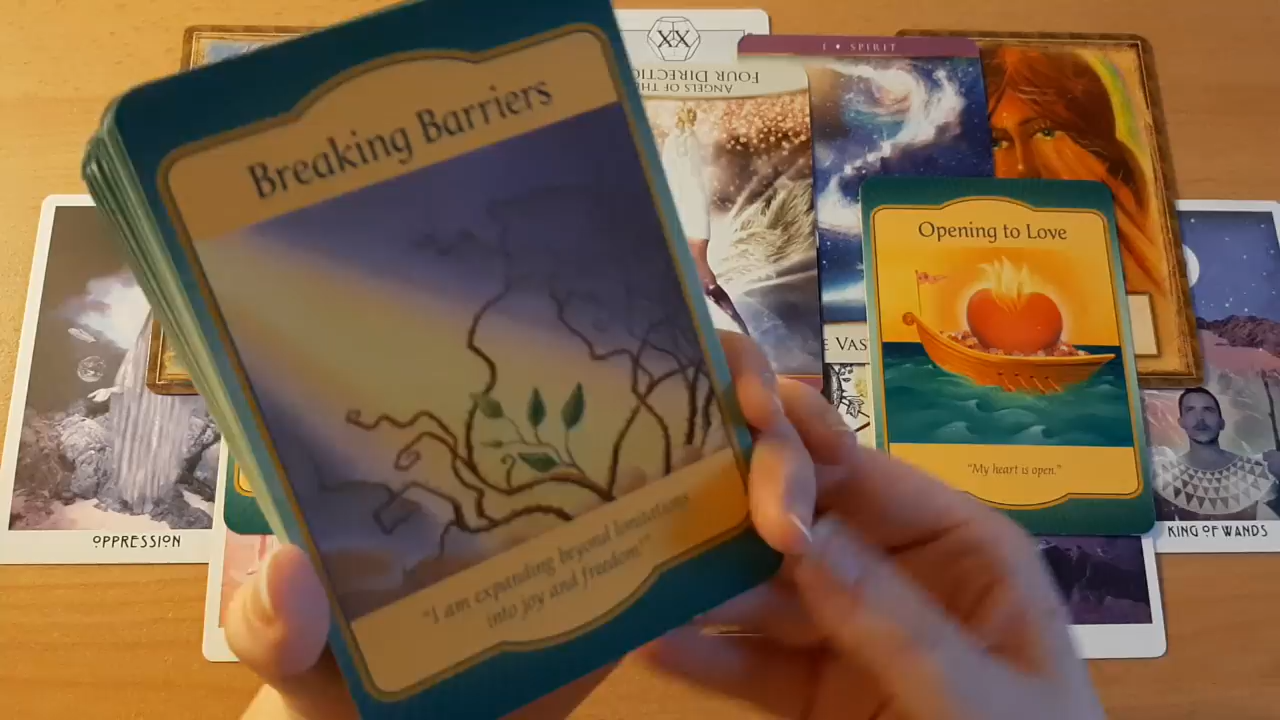 Breaking Barriers
"I am expanding beyond limitations
into joy and freedom!"
XX
ANGELS OF THE
FOUR DIRECTIO
I • SPIRIT
E VAS
Opening to Love
"My heart is open."
OPPRESSION
KING OF WANDS